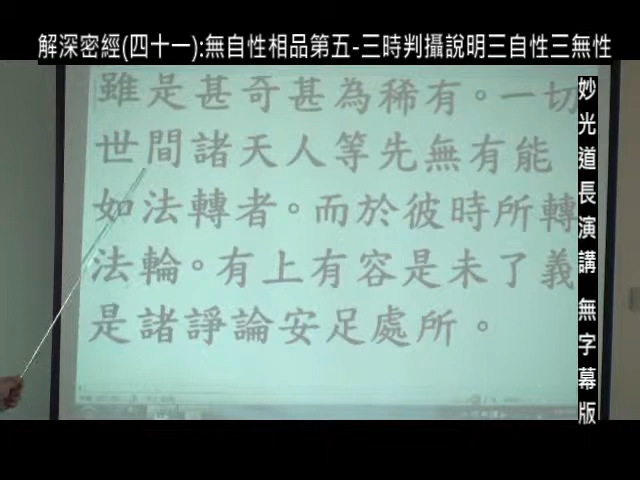 解深密經(四十一):無自性相品第五-三時判攝說明三自性三無性
雖是甚奇甚為稀有。一切
世間諸天人等先無有能
如法轉者。而於彼時所轉
法輪。有上有容是未了義
是諸諍論安足處所。
妙光道長演講 無字幕版